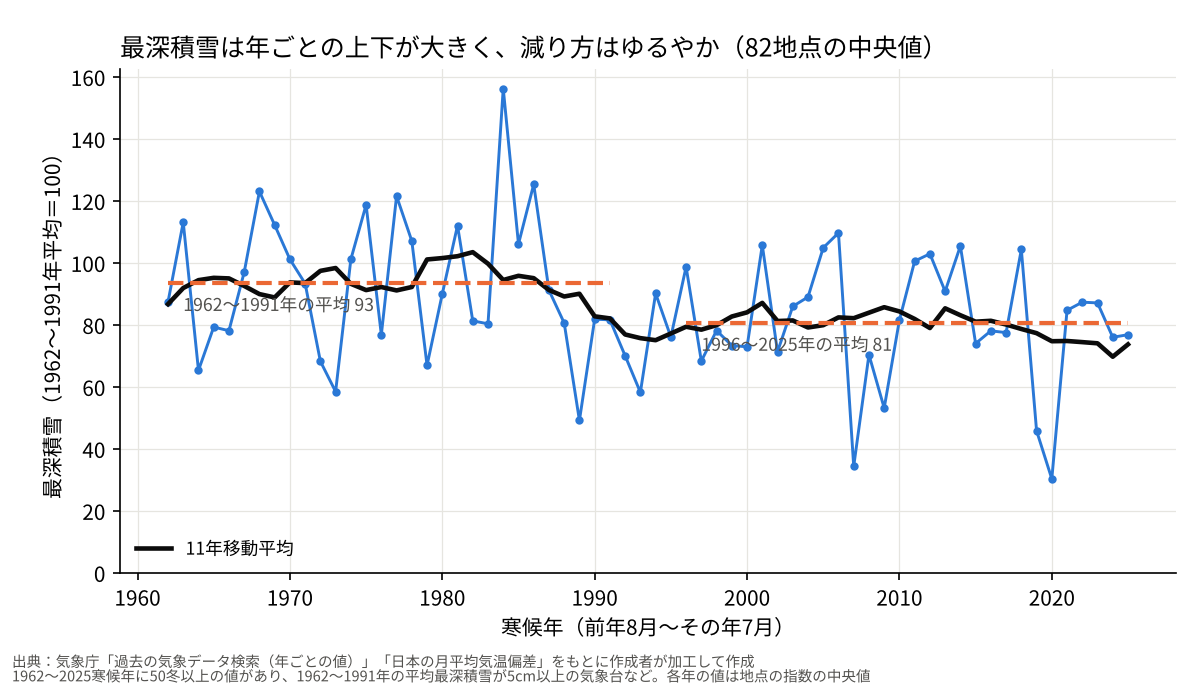 最深積雪は年ごとの上下が大きく、減り方はゆるやか（82地点の中央値）
最深積雪（1962～1991年平均＝100）
160
140
120
100
80
60
40
20
0
1962～1991年の平均 93
1996～2025年の平均 81
11年移動平均
1960
1970
1980
1990
2000
2010
2020
寒候年（前年8月～その年7月）
出典：気象庁「過去の気象データ検索（年ごとの値）」「日本の月平均気温偏差」をもとに作成者が加工して作成
1962～2025寒候年に50冬以上の値があり、1962～1991年の平均最深積雪が5cm以上の気象台など。各年の値は地点の指数の中央値